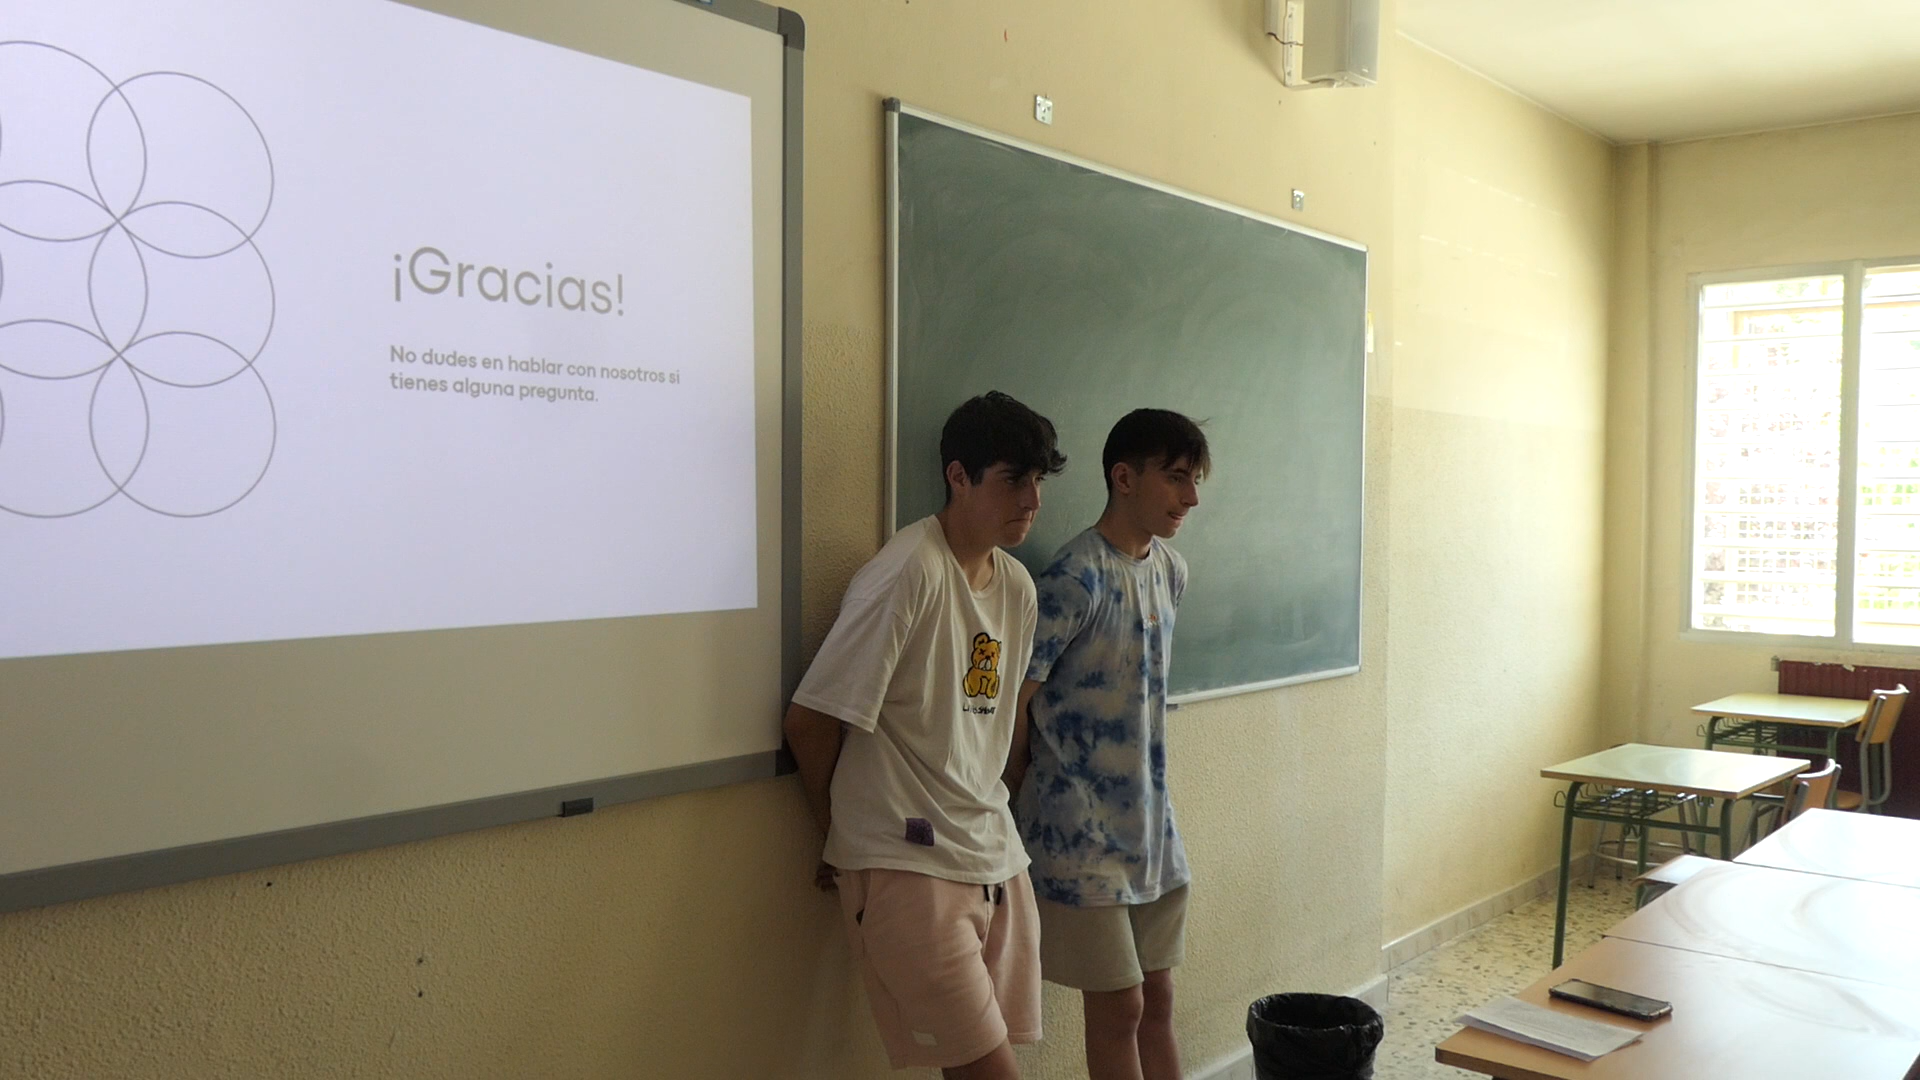 ¡Gracias!
No dudes en hablar con nosotros si
tienes alguna pregunta.